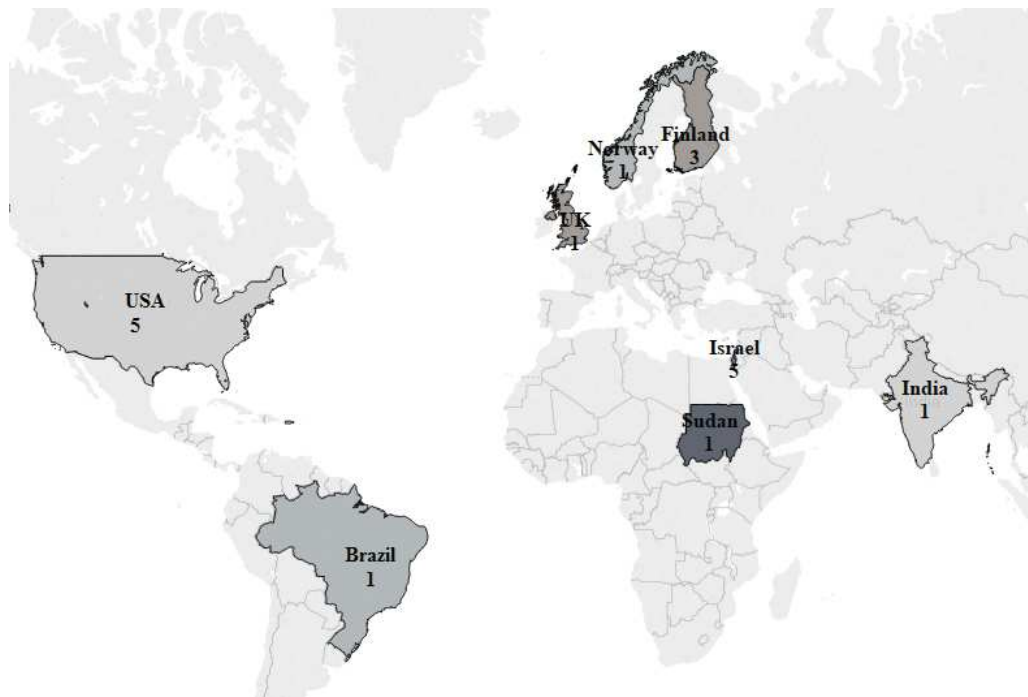 Norway
1
Finland
3
UK
1
USA
5
Israel
5
India
1
Sudan
1
Brazil
1